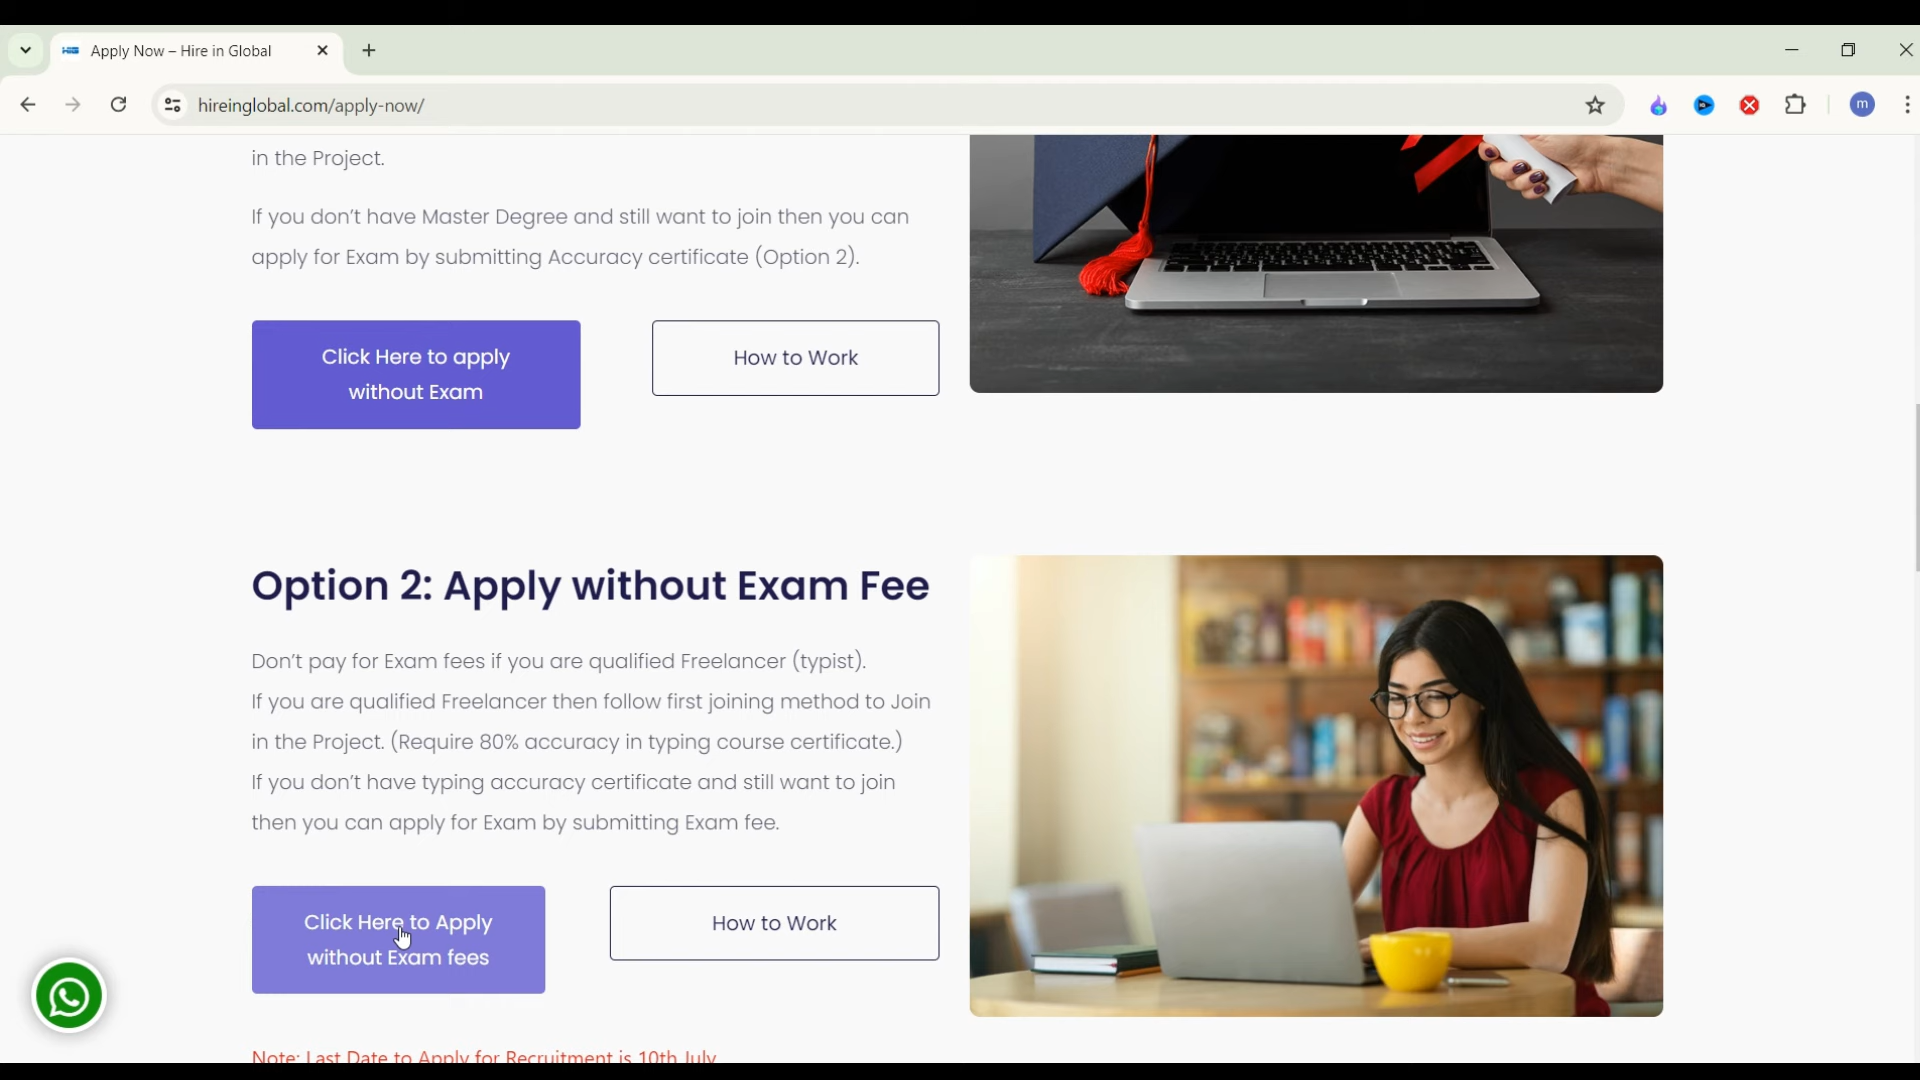 Apply Now – Hire in Global
hireinglobal.com/apply-now/
m
in the Project.
If you don't have Master Degree and still want to join then you can
apply for Exam by submitting Accuracy certificate (Option 2).
Click Here to apply
without Exam
How to Work
Option 2: Apply without Exam Fee
Don't pay for Exam fees if you are qualified Freelancer (typist).
If you are qualified Freelancer then follow first joining method to Join
in the Project. (Require 80% accuracy in typing course certificate.)
If you don't have typing accuracy certificate and still want to join
then you can apply for Exam by submitting Exam fee.
Click Here to Apply
without Exam fees
How to Work
Note: Last Date to Apply for Recruitment is 10th July